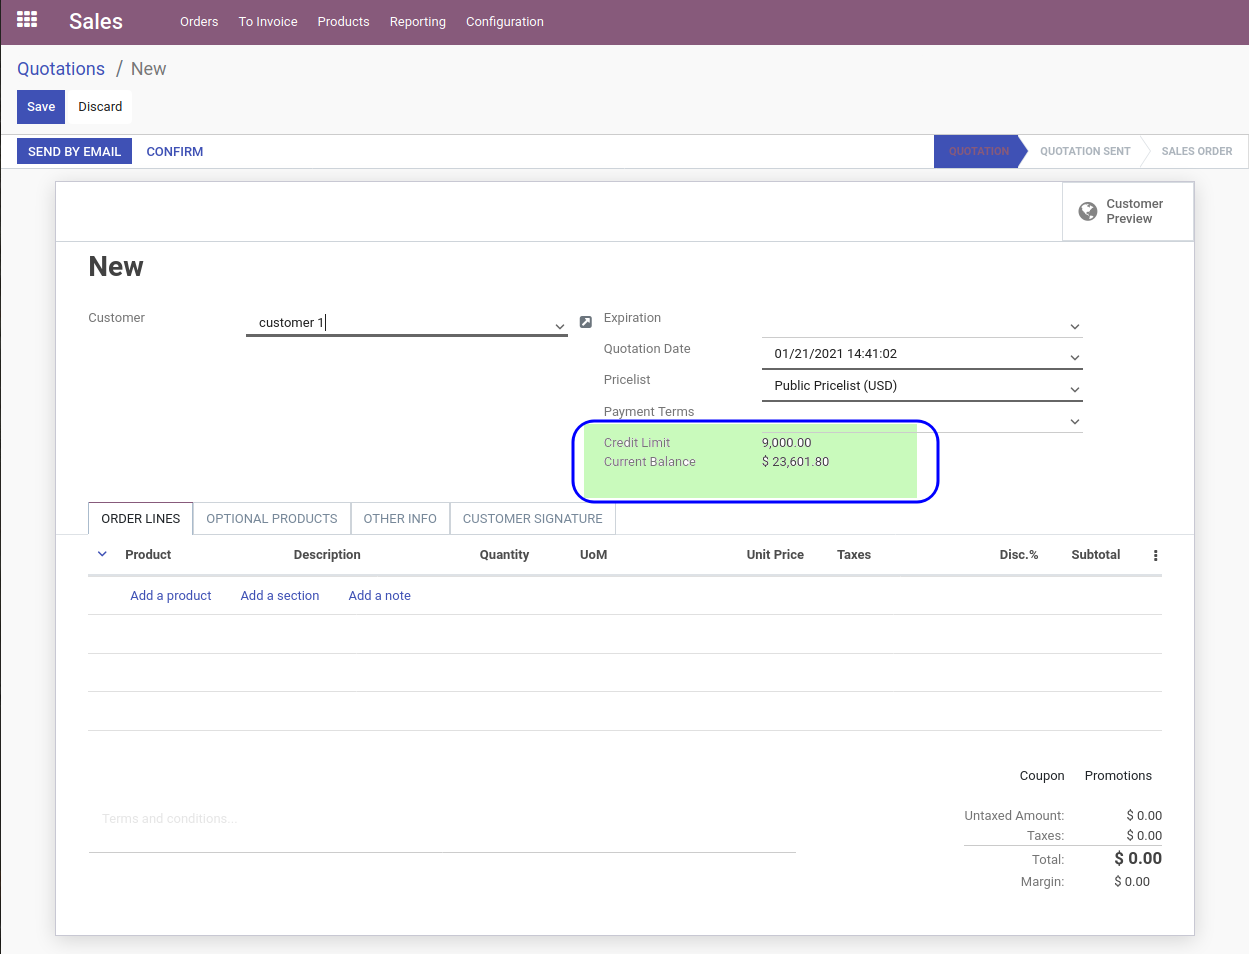 Sales Orders To Invoice Products Reporting Configuration
Quotations / New
Save Discard
SEND BY EMAIL CONFIRM QUOTATION QUOTATION SENT SALES ORDER
Customer
Preview
New
Customer customer 1 Expiration
Quotation Date 01/21/2021 14:41:02
Pricelist Public Pricelist (USD)
Payment Terms
Credit Limit 9,000.00
Current Balance $ 23,601.80
ORDER LINES OPTIONAL PRODUCTS OTHER INFO CUSTOMER SIGNATURE
Product Description Quantity UoM Unit Price Taxes Disc.% Subtotal
Add a product Add a section Add a note
Coupon Promotions
Terms and conditions...
Untaxed Amount: $ 0.00
Taxes: $ 0.00
Total: $ 0.00
Margin: $ 0.00